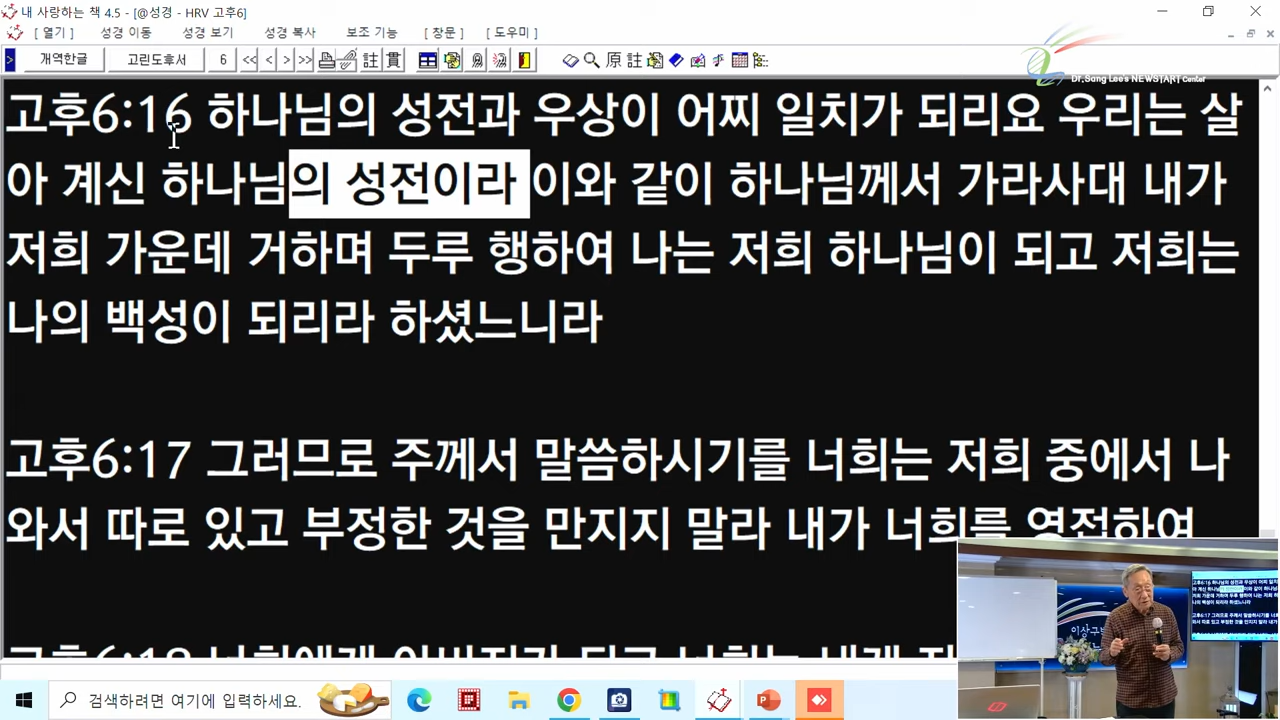 내 사랑하는 책 4.5 - [@성경 - HRV 고후6]
[ 열기 ] 성경 이동 성경 보기 성경 복사 보조 기능 [ 창문 ] [ 도우미 ]
개역한글 고린도후서 6 << < > >> 註 貫 原 註
Dr.Sang Lee's NEWSTART Center
고후6:16 하나님의 성전과 우상이 어찌 일치가 되리요 우리는 살
아 계신 하나님의 성전이라 이와 같이 하나님께서 가라사대 내가
저희 가운데 거하며 두루 행하여 나는 저희 하나님이 되고 저희는
나의 백성이 되리라 하셨느니라
고후6:17 그러므로 주께서 말씀하시기를 너희는 저희 중에서 나
와서 따로 있고 부정한 것을 만지지 말라 내가 너희를 영접하여
검색하려면 여기에 입력하세요.